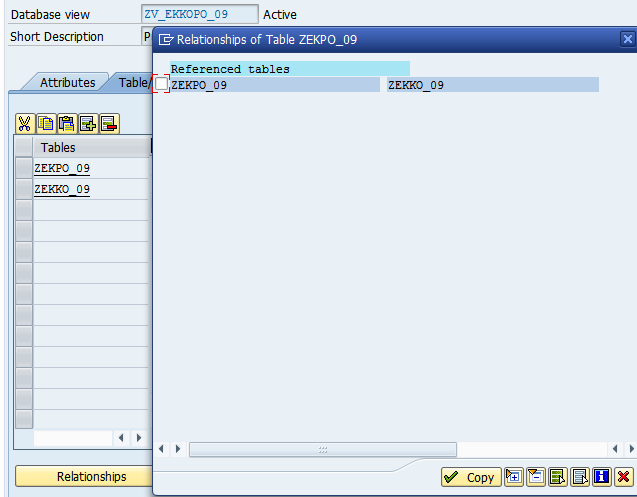 Database view ZV_EKKOPO_09 Active
Short Description P
Relationships of Table ZEKPO_09
Referenced tables
ZEKPO_09 ZEKKO_09
Attributes Table/
Tables
ZEKPO_09
ZEKKO_09
Relationships
Copy